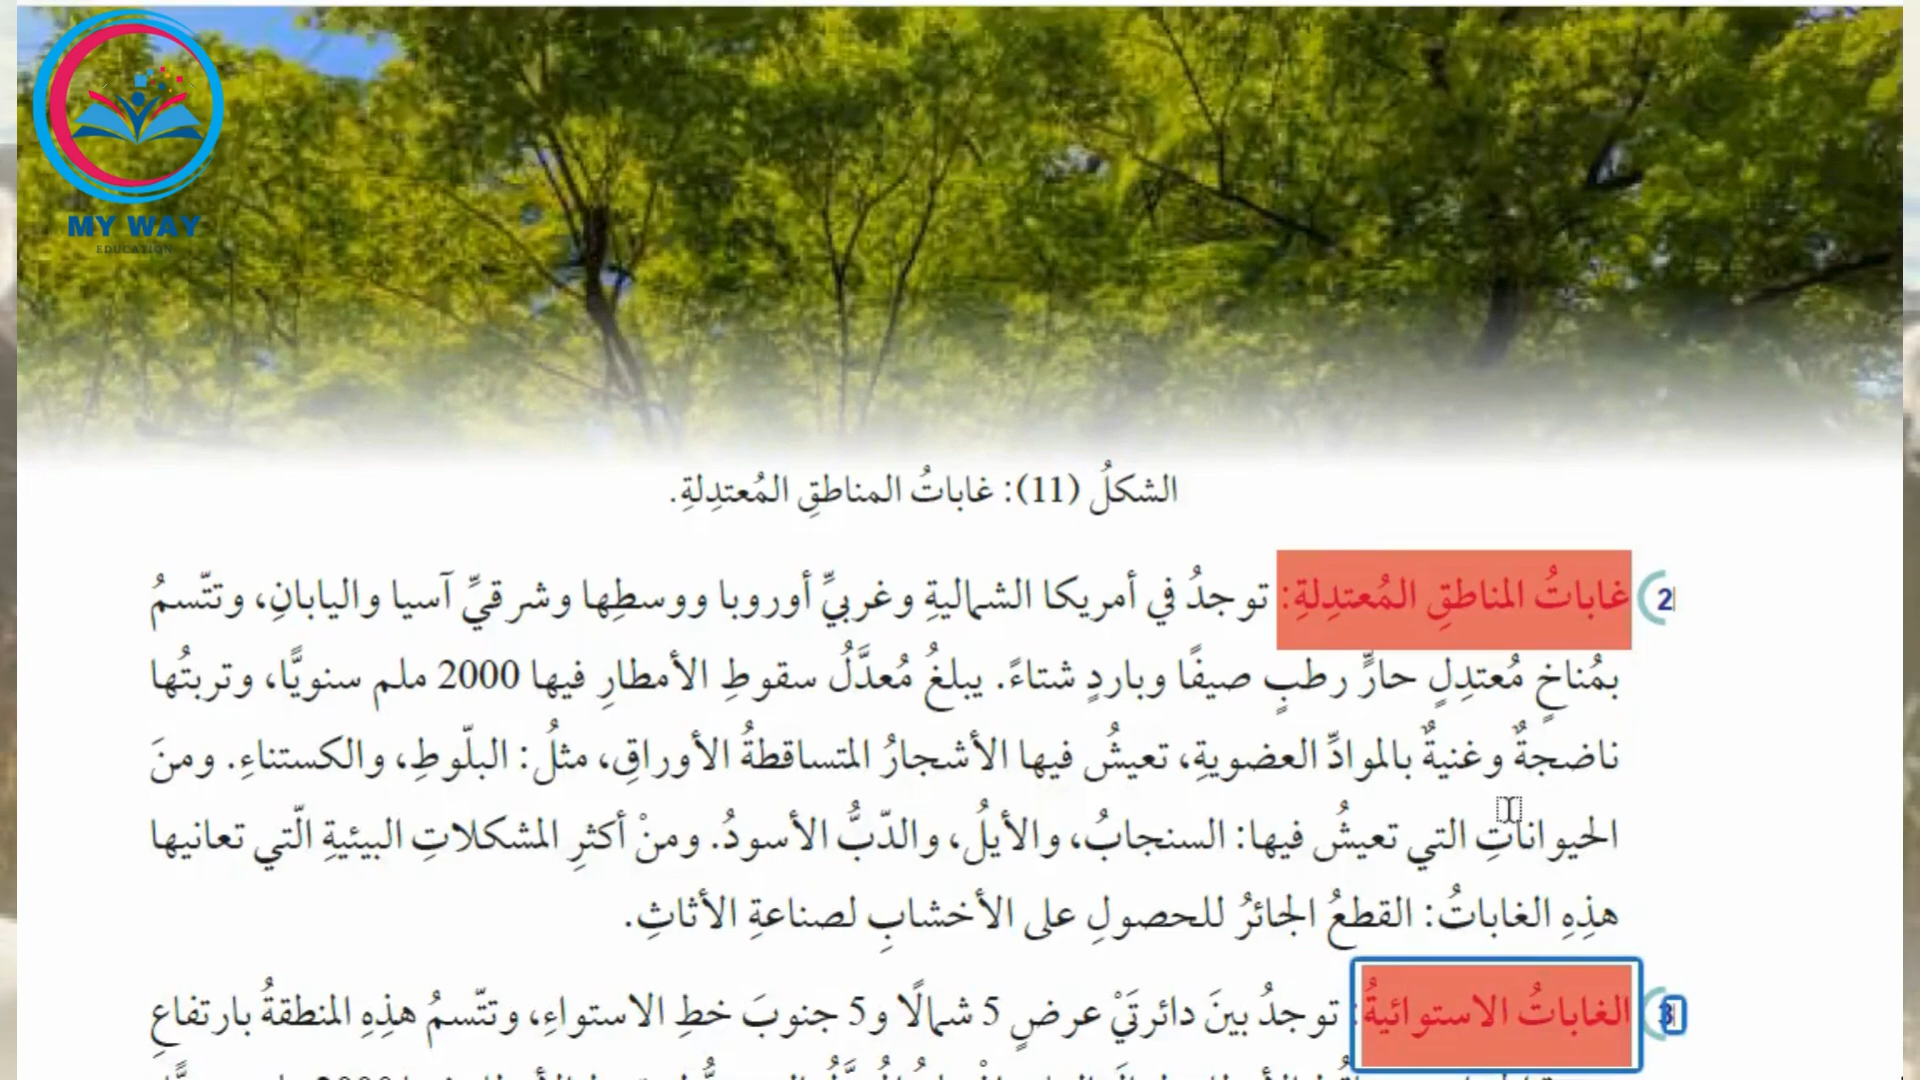 MY WAY
EDUCATION
الشكلُ (11): غاباتُ المناطقِ المُعتدِلةِ.
2 غاباتُ المناطقِ المُعتدِلةِ: توجدُ في أمريكا الشماليةِ وغربيِّ أوروبا ووسطِها وشرقيِّ آسيا واليابانِ، وتتّسمُ
بمُناخٍ مُعتدِلٍ حارٍّ رطبٍ صيفًا وباردٍ شتاءً. يبلغُ مُعدَّلُ سقوطِ الأمطارِ فيها 2000 ملم سنويًّا، وتربتُها
ناضجةٌ وغنيةٌ بالموادِّ العضويةِ، تعيشُ فيها الأشجارُ المتساقطةُ الأوراقِ، مثلُ: البلّوطِ، والكستناءِ. ومنَ
الحيواناتِ التي تعيشُ فيها: السنجابُ، والأيلُ، والدّبُّ الأسودُ. ومنْ أكثرِ المشكلاتِ البيئيةِ الّتي تعانيها
هذِهِ الغاباتُ: القطعُ الجائرُ للحصولِ على الأخشابِ لصناعةِ الأثاثِ.
3 الغاباتُ الاستوائيةُ: توجدُ بينَ دائرتَيْ عرضٍ 5 شمالًا و5 جنوبَ خطِ الاستواءِ، وتتّسمُ هذِهِ المنطقةُ بارتفاعِ